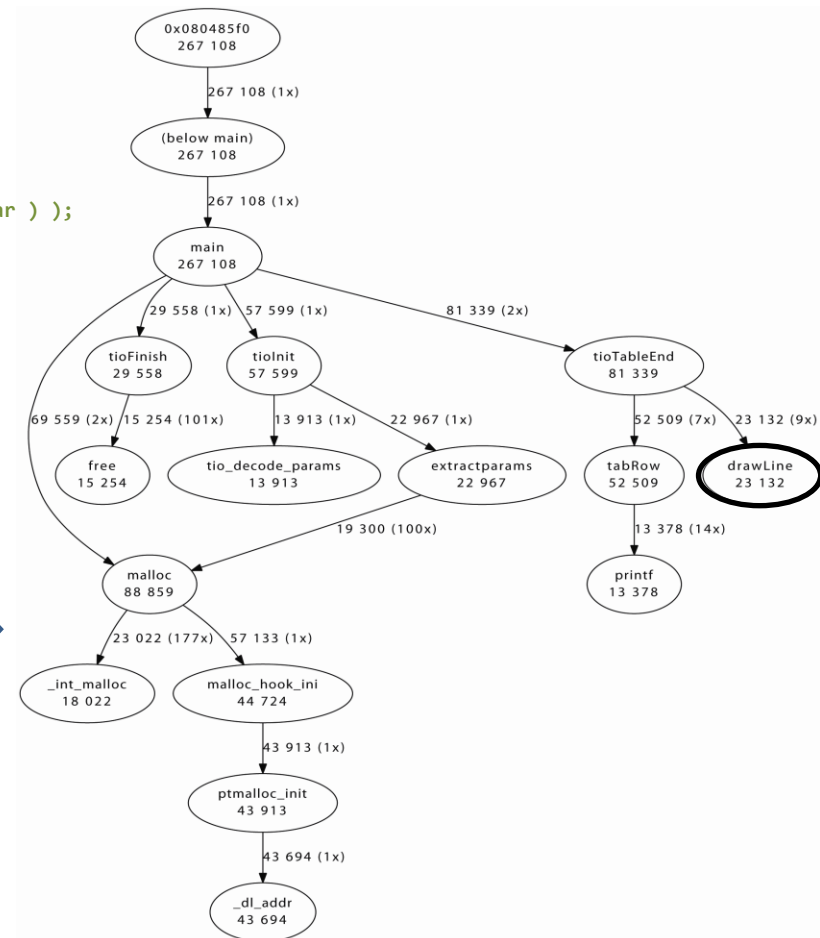 0x080485f0
267 108
267 108 (1x)
(below main)
267 108
267 108 (1x)
ar ) );
main
267 108
29 558 (1x)
57 599 (1x)
81 339 (2x)
tioFinish
29 558
tioInit
57 599
tioTableEnd
81 339
69 559 (2x)
15 254 (101x)
13 913 (1x)
22 967 (1x)
52 509 (7x)
23 132 (9x)
free
15 254
tio_decode_params
13 913
extractparams
22 967
tabRow
52 509
drawLine
23 132
19 300 (100x)
13 378 (14x)
malloc
88 859
printf
13 378
23 022 (177x)
57 133 (1x)
_int_malloc
18 022
malloc_hook_ini
44 724
43 913 (1x)
ptmalloc_init
43 913
43 694 (1x)
_dl_addr
43 694